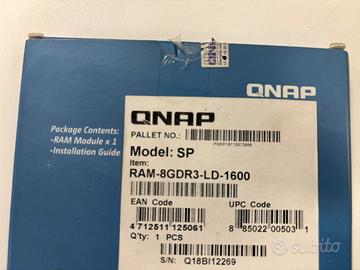 QNAP
Package Contents:
-RAM Module x 1
-Installation Guide
QNAP
PALLET NO.:
Model: SP
Item:
RAM-8GDR3-LD-1600
EAN Code
UPC Code
4 712511 125061
8 85022 00503 1
Q'ty: 1 PCS
S/N: Q18BI12269
subito